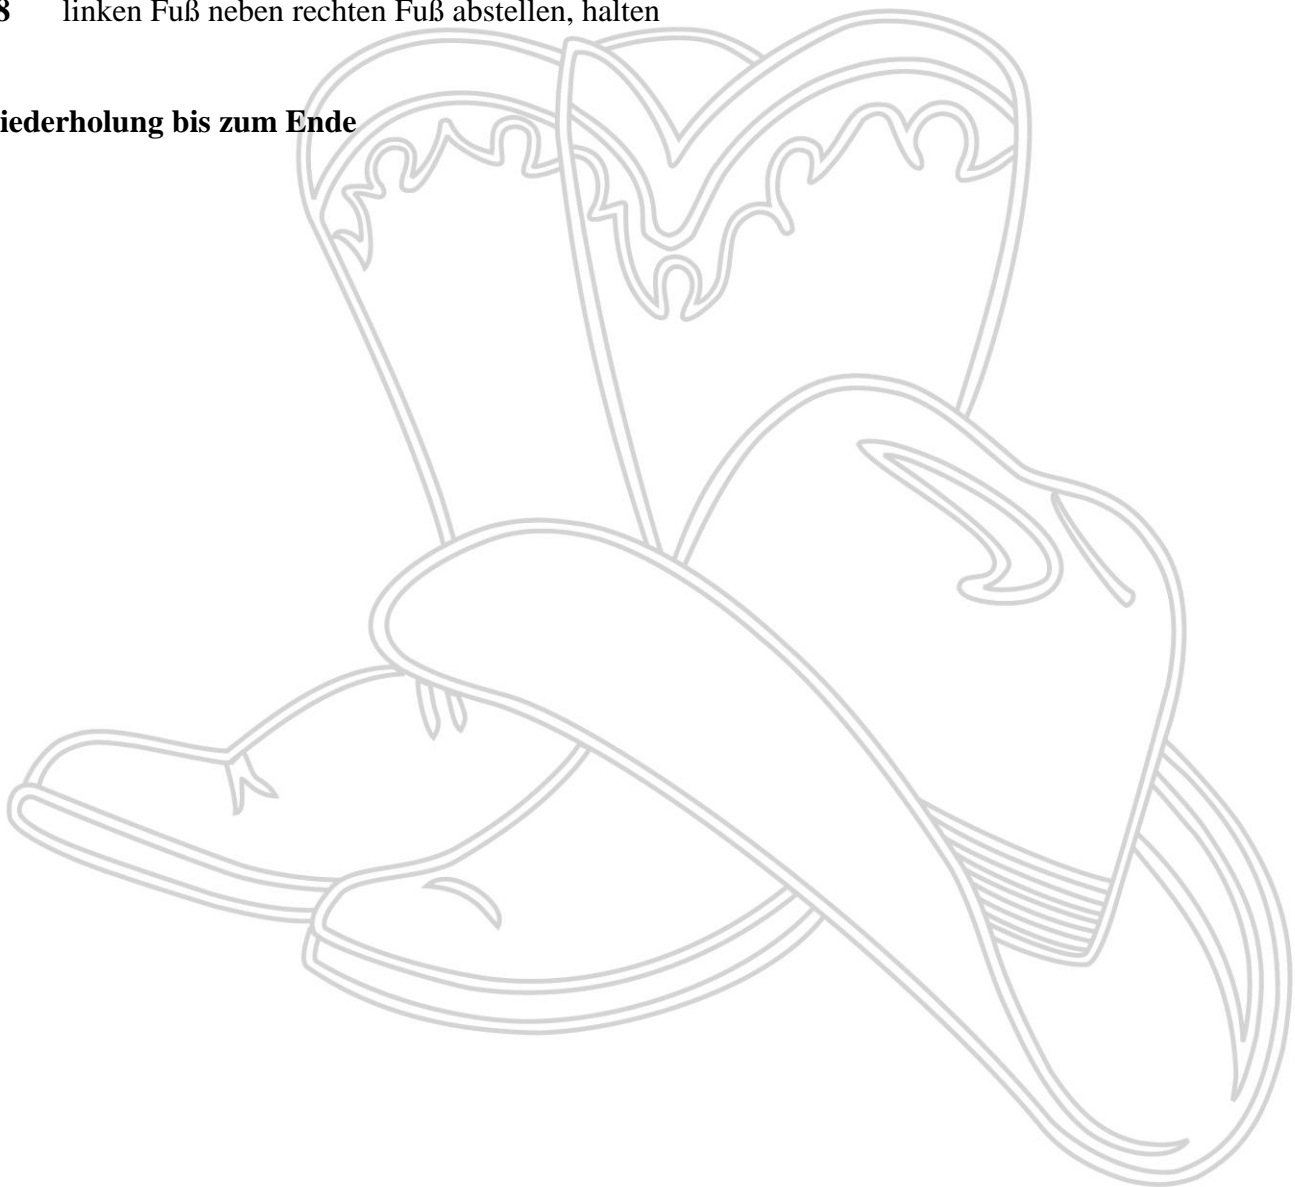 8 linken Fuß neben rechten Fuß abstellen, halten
iederholung bis zum Ende